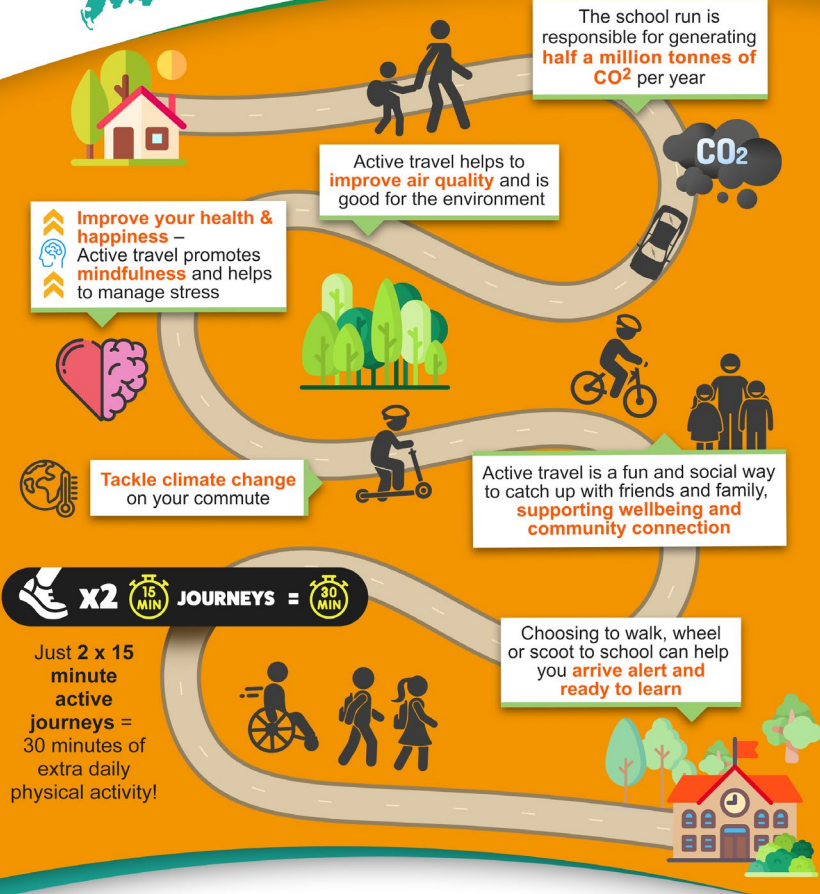 The school run is
responsible for generating
half a million tonnes of
CO² per year
CO₂
Active travel helps to
improve air quality and is
good for the environment
Improve your health &
happiness –
Active travel promotes
mindfulness and helps
to manage stress
Tackle climate change
on your commute
Active travel is a fun and social way
to catch up with friends and family,
supporting wellbeing and
community connection
x2 15 MIN JOURNEYS = 30 MIN
Just 2 x 15
minute
active
journeys =
30 minutes of
extra daily
physical activity!
Choosing to walk, wheel
or scoot to school can help
you arrive alert and
ready to learn